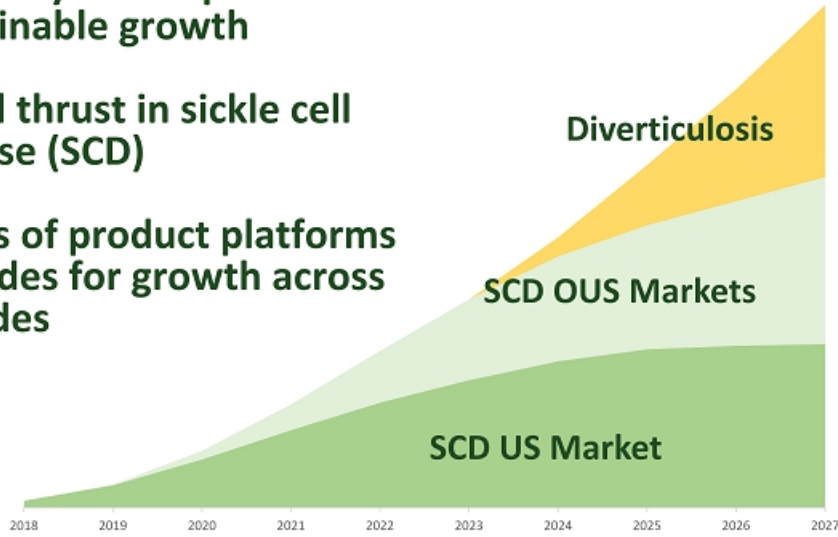 inable growth
thrust in sickle cell
se (SCD)
s of product platforms
des for growth across
des
Diverticulosis
SCD OUS Markets
SCD US Market
2018 2019 2020 2021 2022 2023 2024 2025 2026 2027